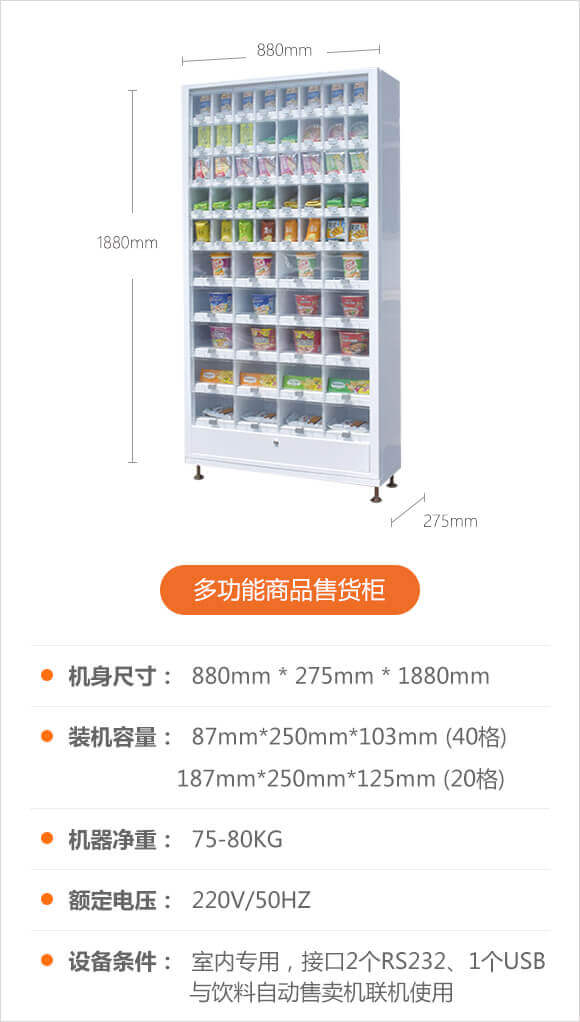 880mm
1880mm
275mm
多功能商品售货柜
机身尺寸： 880mm * 275mm * 1880mm
装机容量： 87mm*250mm*103mm (40格)
187mm*250mm*125mm (20格)
机器净重： 75-80KG
额定电压： 220V/50HZ
设备条件： 室内专用，接口2个RS232、1个USB
与饮料自动售卖机联机使用